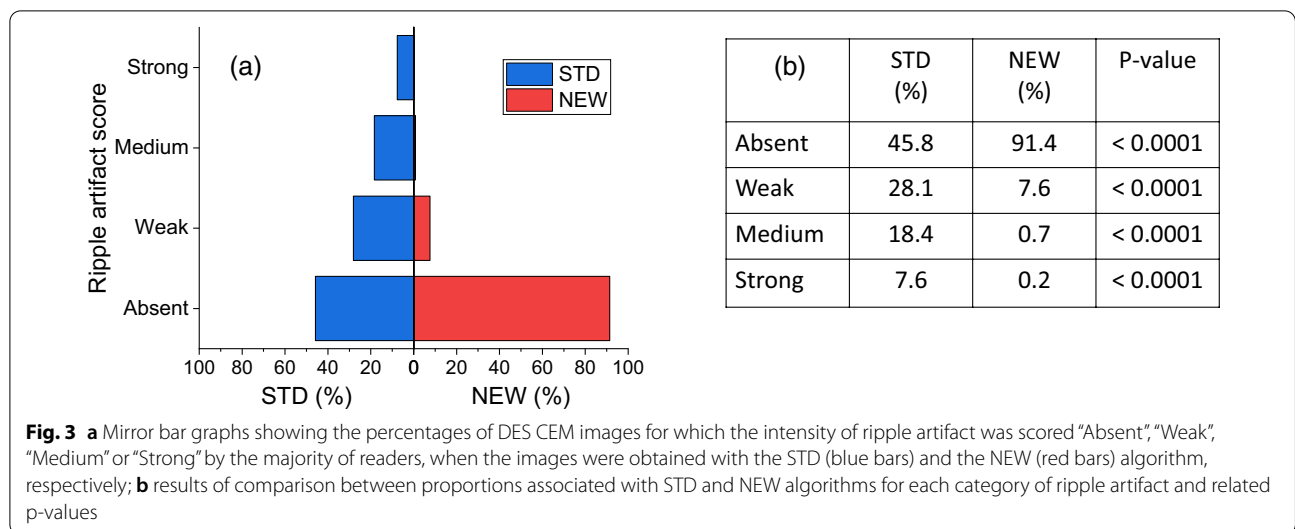 (a)
STD
NEW
Ripple artifact score
Strong
Medium
Weak
Absent
100 80 60 40 20 0 0 20 40 60 80 100
STD (%) NEW (%)
(b) STD (%) NEW (%) P-value
Absent 45.8 91.4 < 0.0001
Weak 28.1 7.6 < 0.0001
Medium 18.4 0.7 < 0.0001
Strong 7.6 0.2 < 0.0001
Fig. 3 a Mirror bar graphs showing the percentages of DES CEM images for which the intensity of ripple artifact was scored “Absent”, “Weak”,
“Medium” or “Strong” by the majority of readers, when the images were obtained with the STD (blue bars) and the NEW (red bars) algorithm,
respectively; b results of comparison between proportions associated with STD and NEW algorithms for each category of ripple artifact and related
p-values